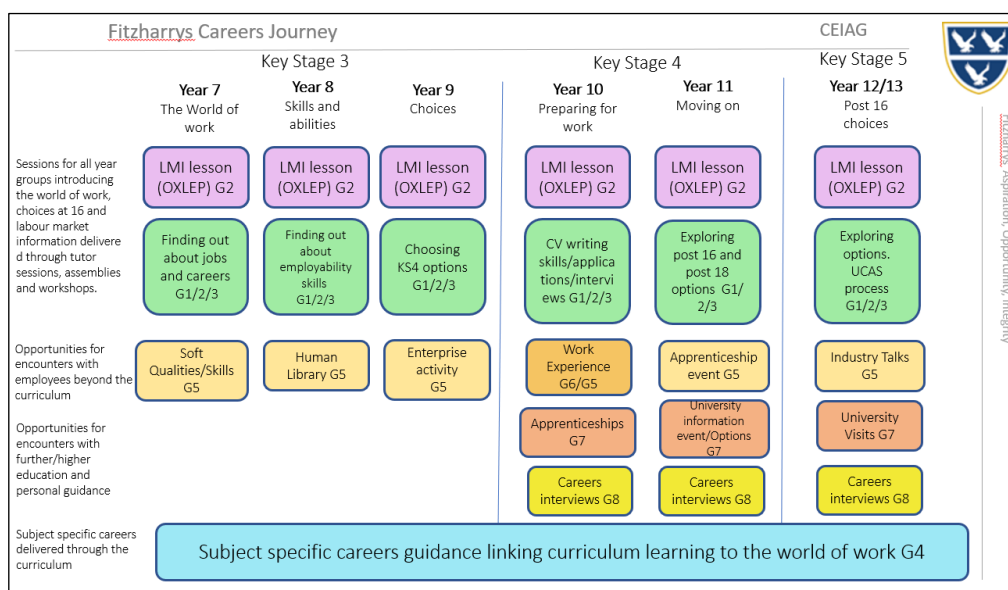 Fitzharrys Careers Journey
CEIAG
Key Stage 3
Key Stage 4
Key Stage 5
Year 7
The World of
work
Year 8
Skills and
abilities
Year 9
Choices
Year 10
Preparing for
work
Year 11
Moving on
Year 12/13
Post 16
choices
Sessions for all year
groups introducing
the world of work,
choices at 16 and
labour market
information delivere
d through tutor
sessions, assemblies
and workshops.
LMI lesson
(OXLEP) G2
LMI lesson
(OXLEP) G2
LMI lesson
(OXLEP) G2
LMI lesson
(OXLEP) G2
LMI lesson
(OXLEP) G2
LMI lesson
(OXLEP) G2
Finding out
about jobs
and careers
G1/2/3
Finding out
about
employability
skills
G1/2/3
Choosing
KS4 options
G1/2/3
CV writing
skills/applica
tions/intervi
ews G1/2/3
Exploring
post 16 and
post 18
options G1/
2/3
Exploring
options.
UCAS
process
G1/2/3
Opportunities for
encounters with
employees beyond the
curriculum
Soft
Qualities/Skills
G5
Human
Library G5
Enterprise
activity
G5
Work
Experience
G6/G5
Apprenticeship
event G5
Industry Talks
G5
Opportunities for
encounters with
further/higher
education and
personal guidance
Apprenticeships
G7
University
information
event/Options
G7
University
Visits G7
Careers
interviews G8
Careers
interviews G8
Careers
interviews G8
Subject specific careers
delivered through the
curriculum
Subject specific careers guidance linking curriculum learning to the world of work G4
Fitzharrys Aspiration, Opportunity, Integrity